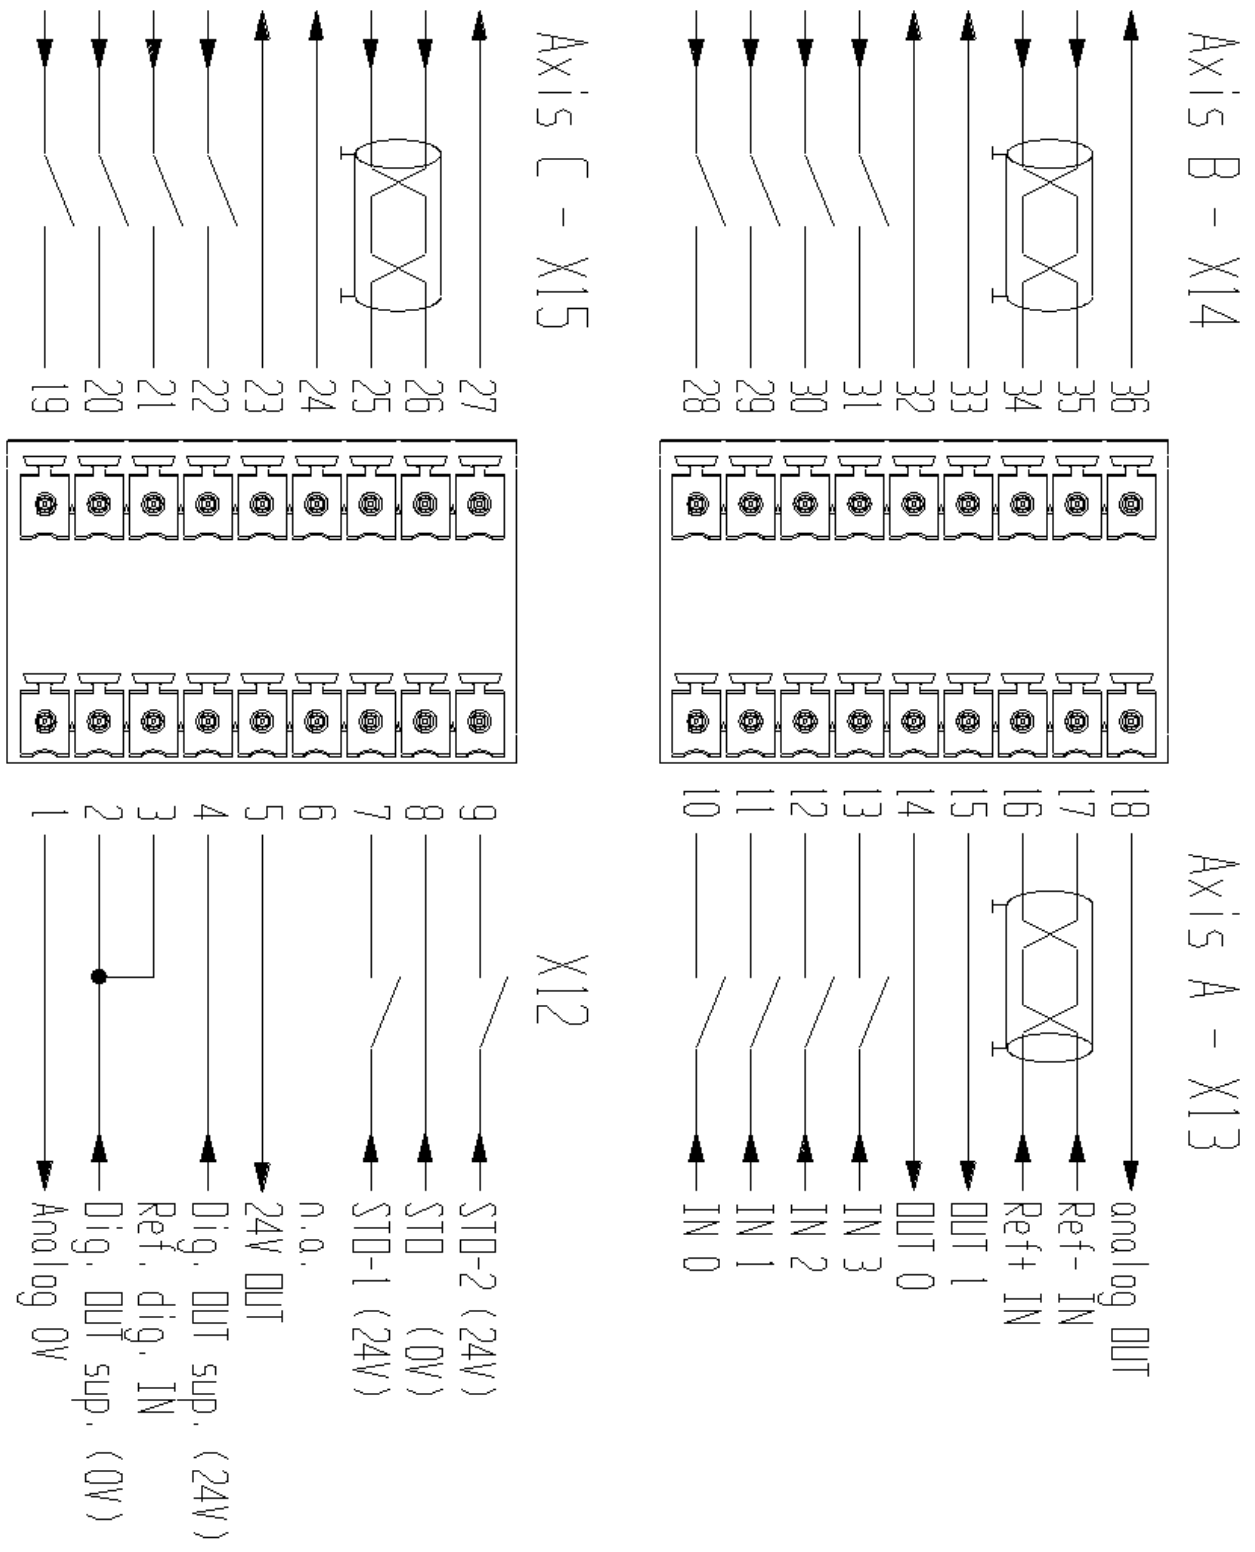 Axis C - X15
19
20
21
22
23
24
25
26
27
Axis B - X14
28
29
30
31
32
33
34
35
36
X12
1
2
3
4
5
6
7
8
9
Analog 0V
Dig. OUT sup. (0V)
Ref. dig. IN
Dig. OUT sup. (24V)
24V OUT
n.a.
STO-1 (24V)
STO (0V)
STO-2 (24V)
Axis A - X13
10
11
12
13
14
15
16
17
18
IN 0
IN 1
IN 2
IN 3
OUT 0
OUT 1
Ref+ IN
Ref- IN
analog OUT